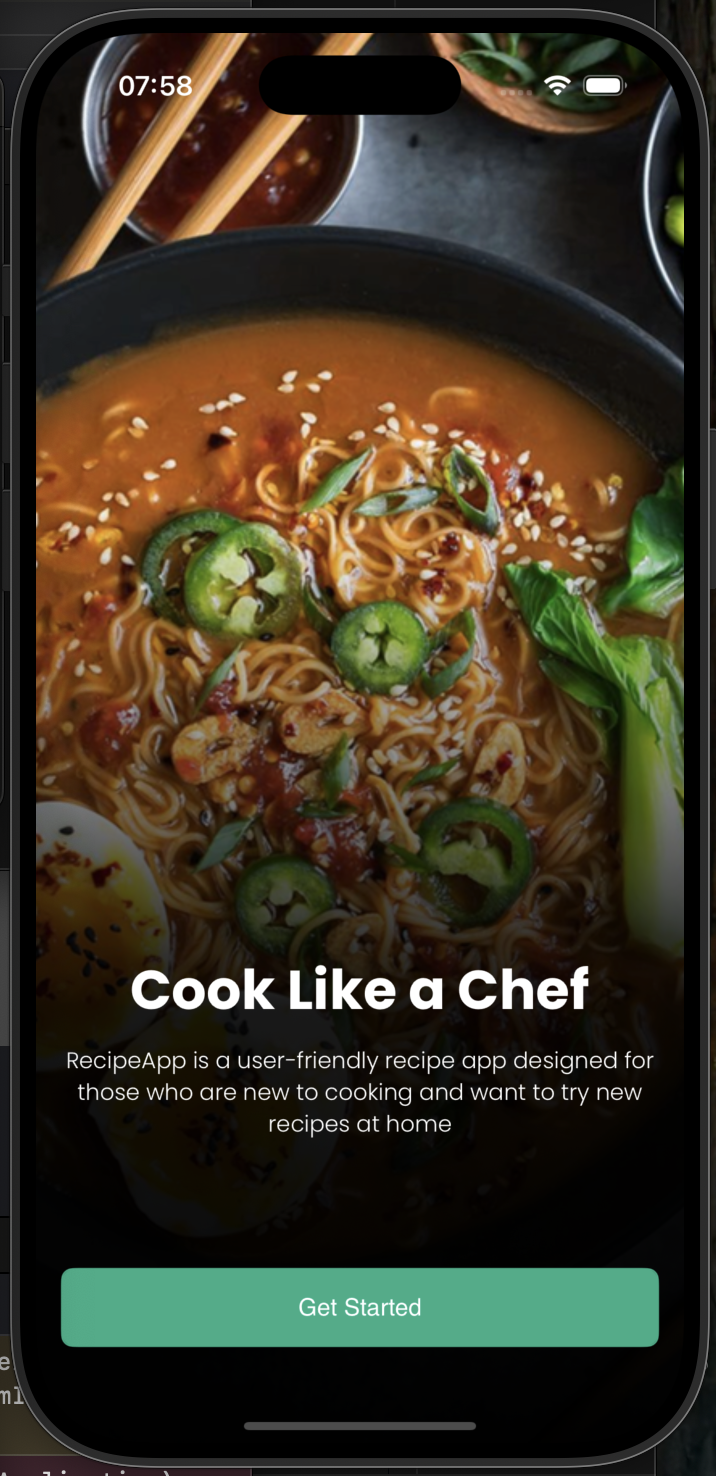 07:58
Cook Like a Chef
RecipeApp is a user-friendly recipe app designed for
those who are new to cooking and want to try new
recipes at home
Get Started